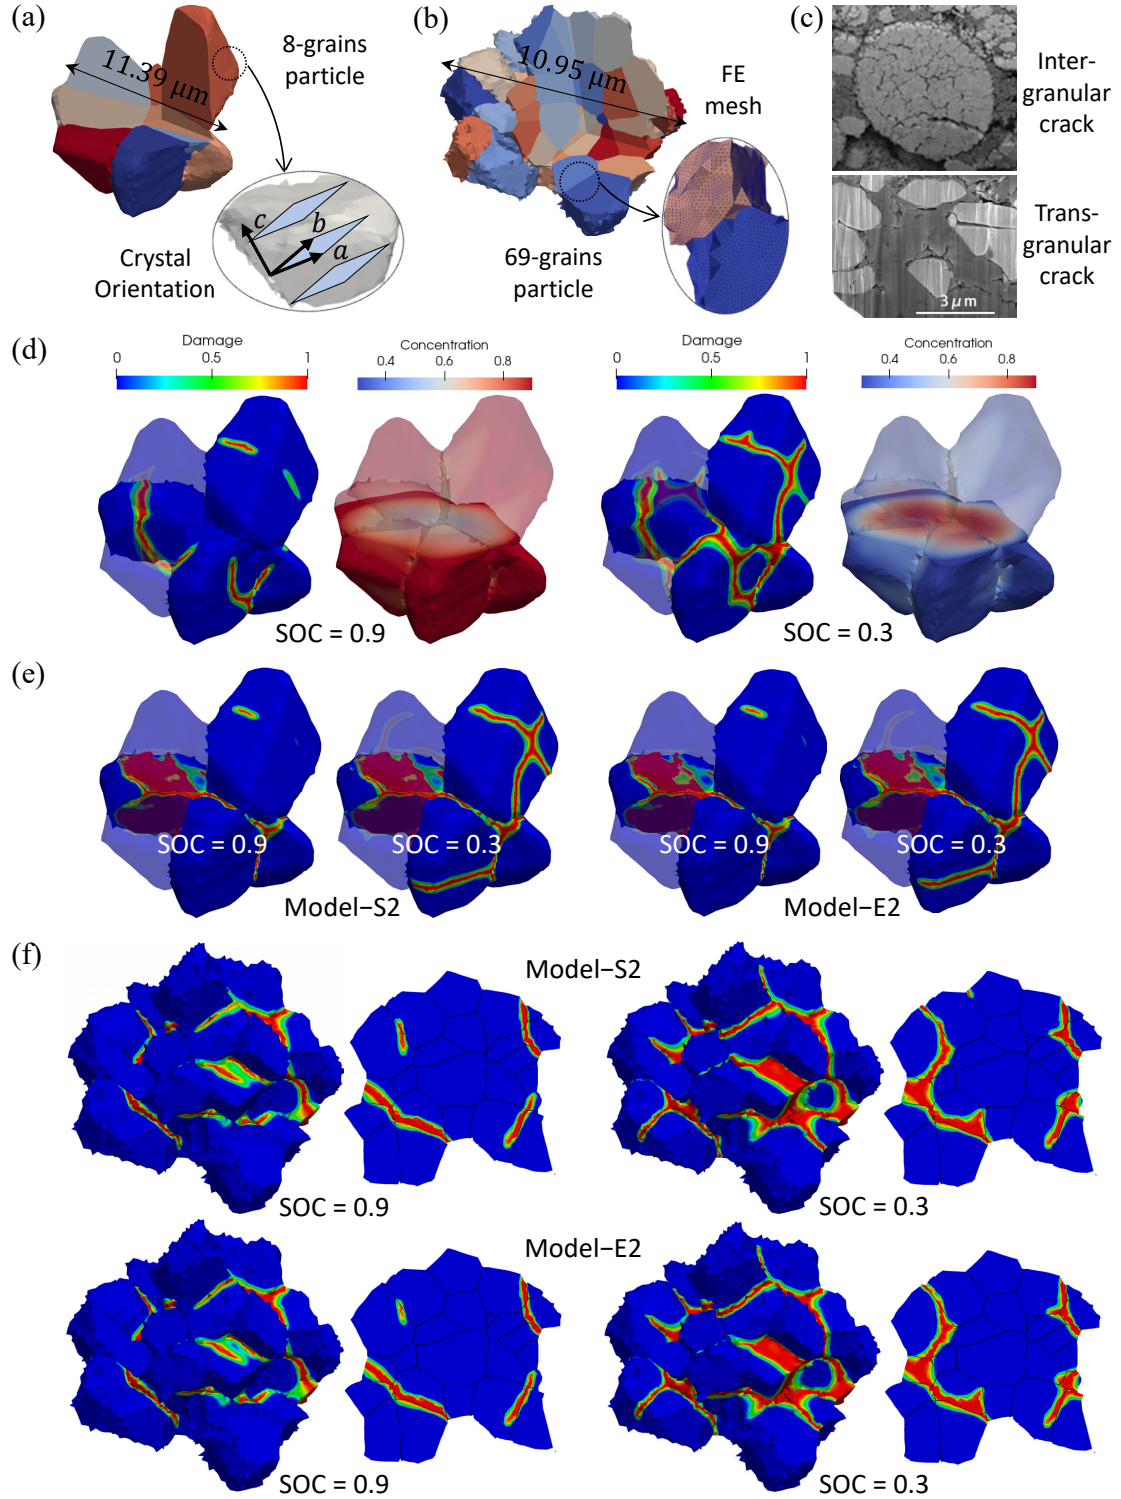 (a)
11.39 μm
8-grains
particle
c
b
a
Crystal
Orientation
(b)
10.95 μm
FE
mesh
69-grains
particle
(c)
Inter-
granular
crack
Trans-
granular
crack
3 μm
(d)
Damage
0 0.5 1
Concentration
0.4 0.6 0.8
Damage
0 0.5 1
Concentration
0.4 0.6 0.8
SOC = 0.9
SOC = 0.3
(e)
SOC = 0.9
SOC = 0.3
SOC = 0.9
SOC = 0.3
Model−S2
Model−E2
(f)
Model−S2
SOC = 0.9
SOC = 0.3
Model−E2
SOC = 0.9
SOC = 0.3